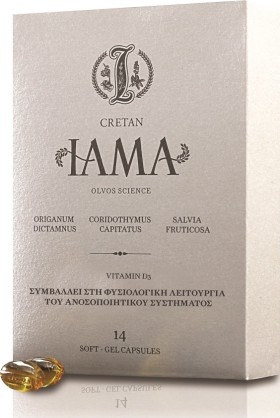 L
CRETAN
IAMA
OLVOS SCIENCE
ORIGANUM CORIDOTHYMUS SALVIA
DICTAMNUS CAPITATUS FRUTICOSA
VITAMIN D3
ΣΥΜΒΑΛΛΕΙ ΣΤΗ ΦΥΣΙΟΛΟΓΙΚΗ ΛΕΙΤΟΥΡΓΙΑ
ΤΟΥ ΑΝΟΣΟΠΟΙΗΤΙΚΟΥ ΣΥΣΤΗΜΑΤΟΣ
14
SOFT - GEL CAPSULES